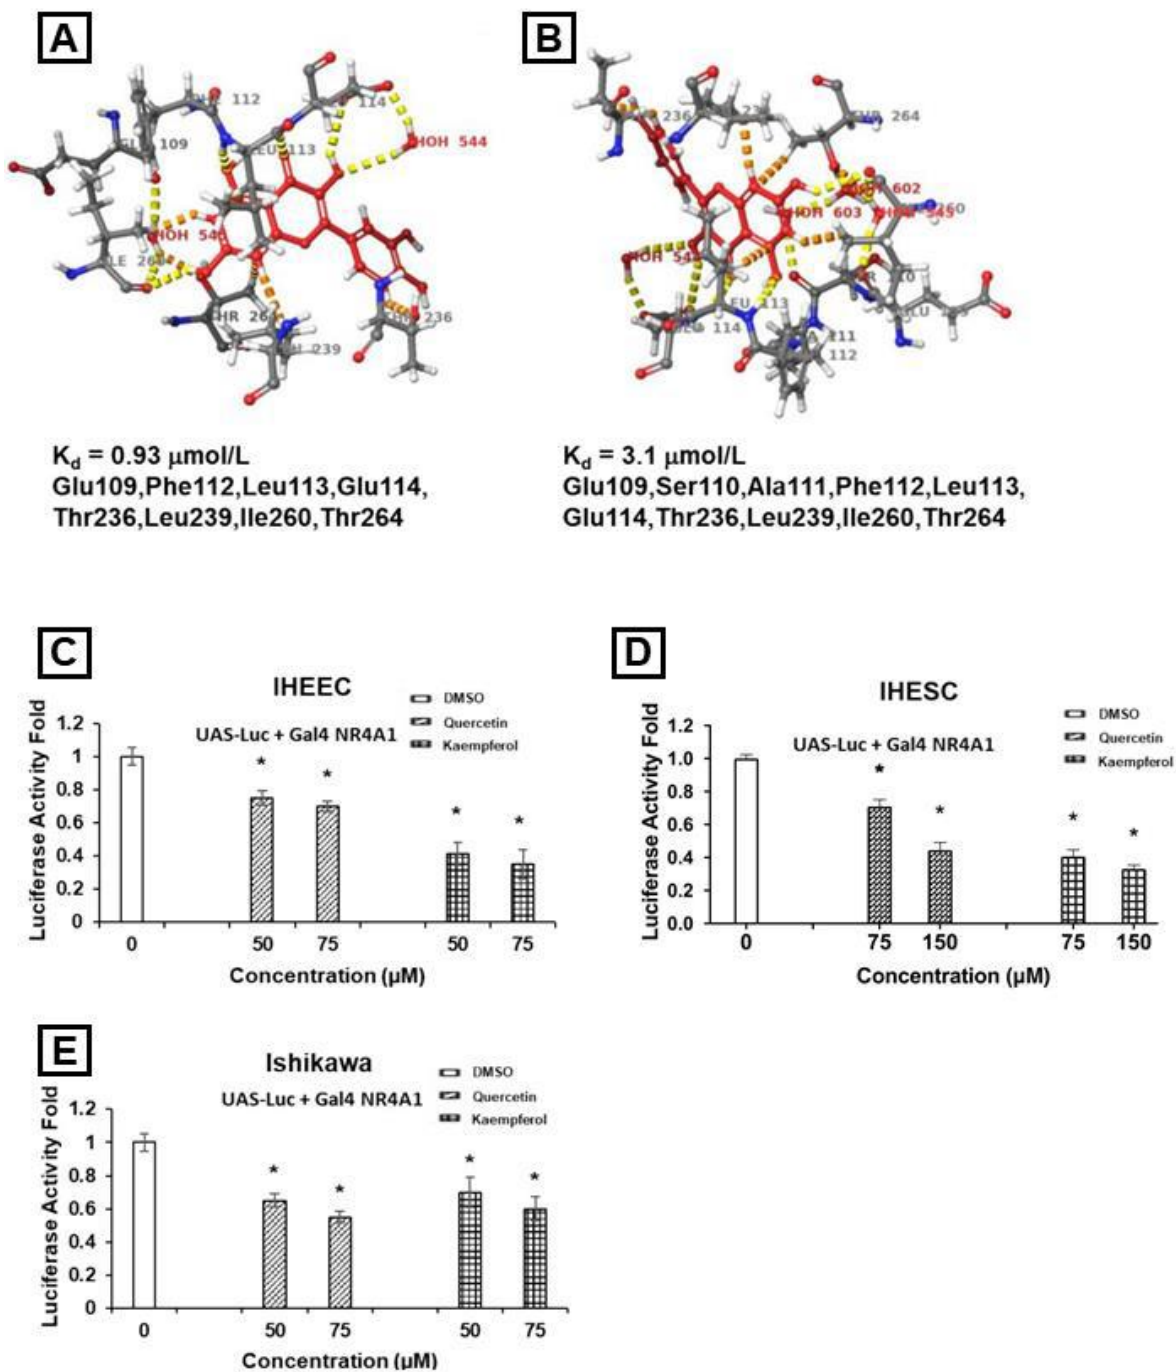 A
112
114
HOH 544
109
LEU 113
HOH 54
THR 26
236
239
K_d = 0.93 μmol/L
Glu109,Phe112,Leu113,Glu114,
Thr236,Leu239,Ile260,Thr264
B
236
264
HOH 602
HOH 603
260
HOH 54
EU 113
114
111
112
K_d = 3.1 μmol/L
Glu109,Ser110,Ala111,Phe112,Leu113,
Glu114,Thr236,Leu239,Ile260,Thr264
C
IHEEC
UAS-Luc + Gal4 NR4A1
DMSO
Quercetin
Kaempferol
Luciferase Activity Fold
1.2
1
0.8
0.6
0.4
0.2
0
* * * *
0 50 75 50 75
Concentration (μM)
D
IHESC
UAS-Luc + Gal4 NR4A1
DMSO
Quercetin
Kaempferol
Luciferase Activity Fold
1.2
1.0
0.8
0.6
0.4
0.2
0.0
* * * *
0 75 150 75 150
Concentration (μM)
E
Ishikawa
UAS-Luc + Gal4 NR4A1
DMSO
Quercetin
Kaempferol
Luciferase Activity Fold
1.2
1
0.8
0.6
0.4
0.2
0
* * * *
0 50 75 50 75
Concentration (μM)